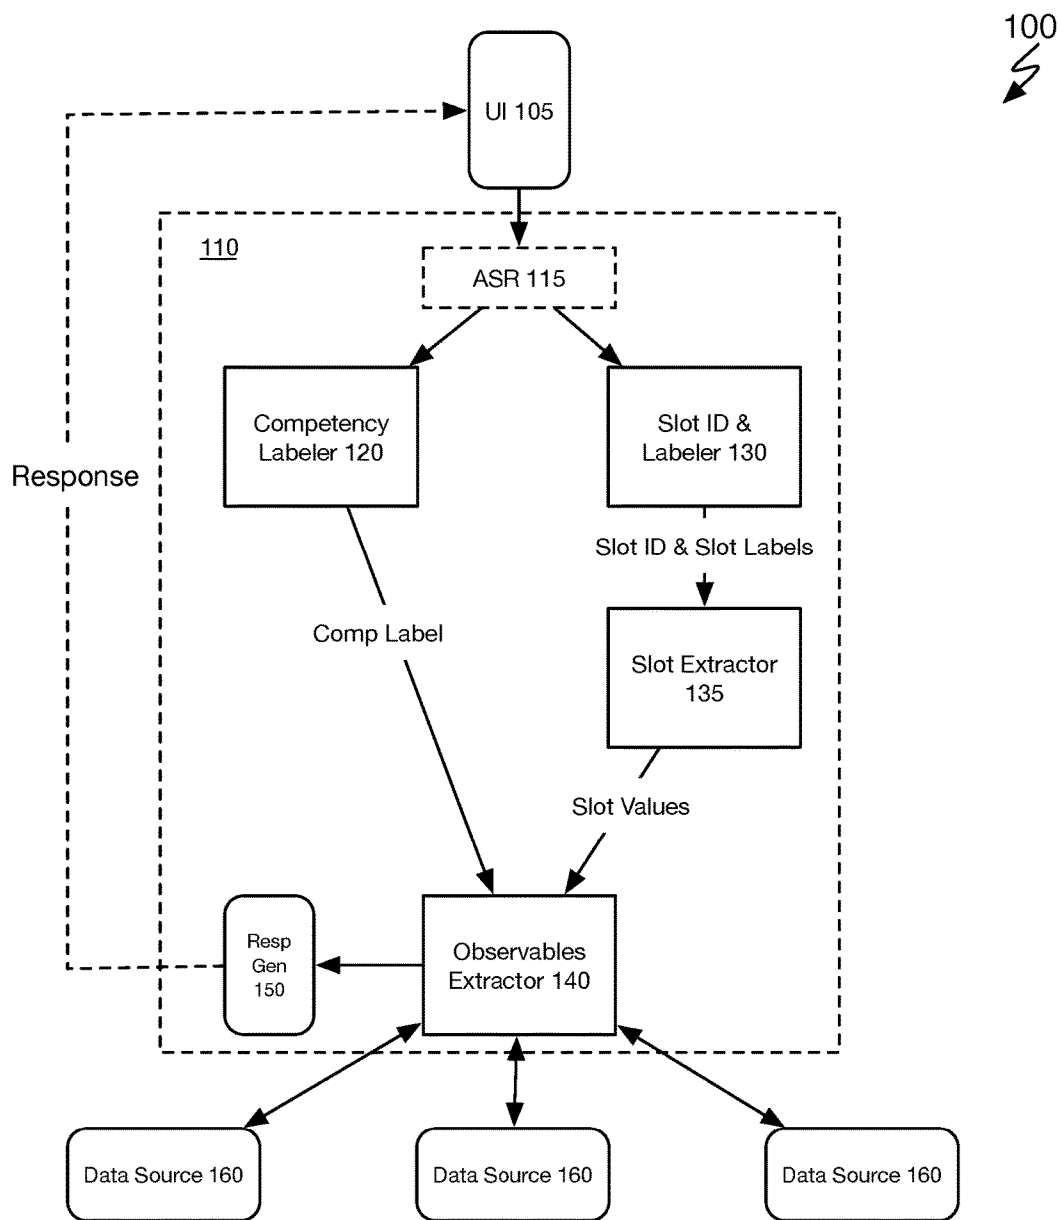 100
UI 105
110
ASR 115
Competency
Labeler 120
Slot ID &
Labeler 130
Response
Slot ID & Slot Labels
Comp Label
Slot Extractor
135
Slot Values
Resp
Gen
150
Observables
Extractor 140
Data Source 160
Data Source 160
Data Source 160